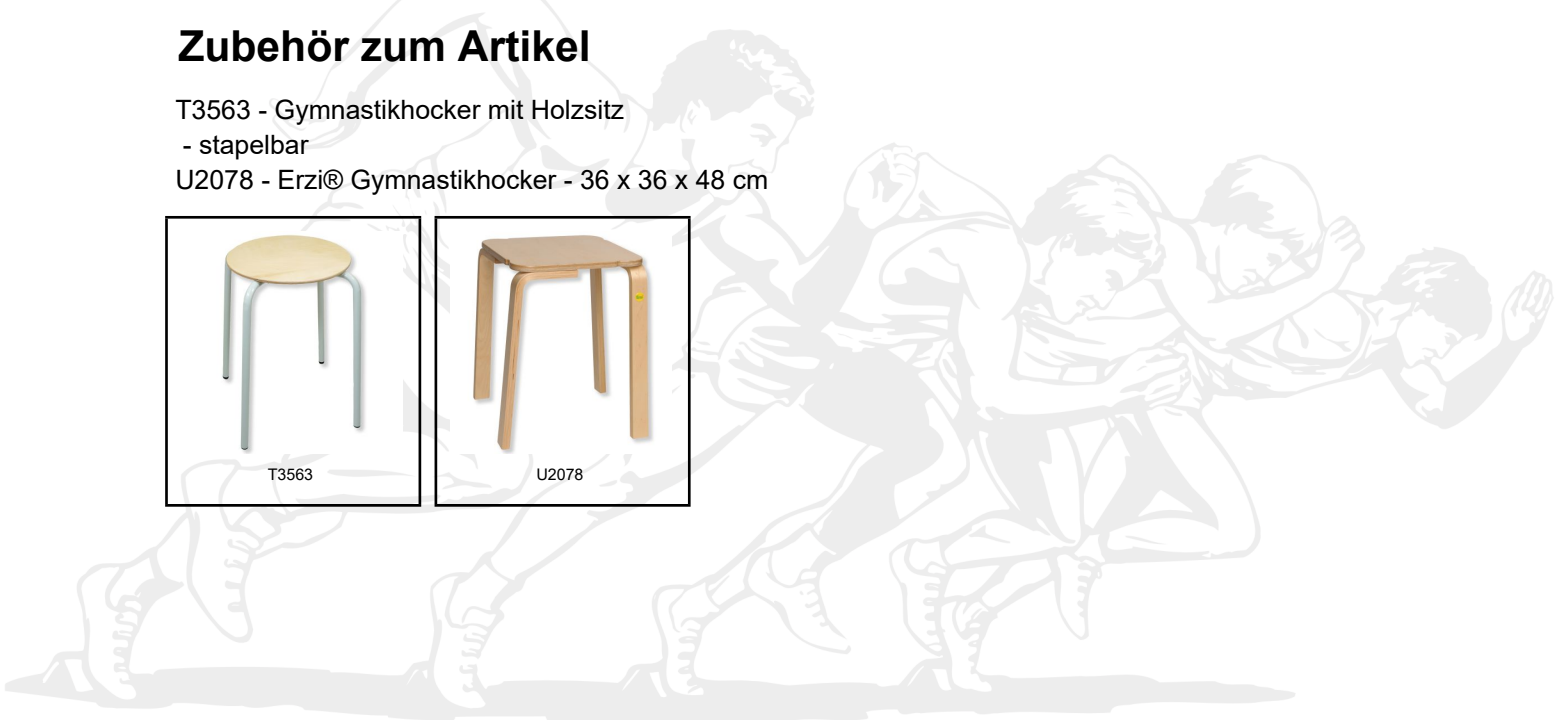 Zubehör zum Artikel
T3563 - Gymnastikhocker mit Holzsitz
- stapelbar
U2078 - Erzi® Gymnastikhocker - 36 x 36 x 48 cm
T3563
U2078